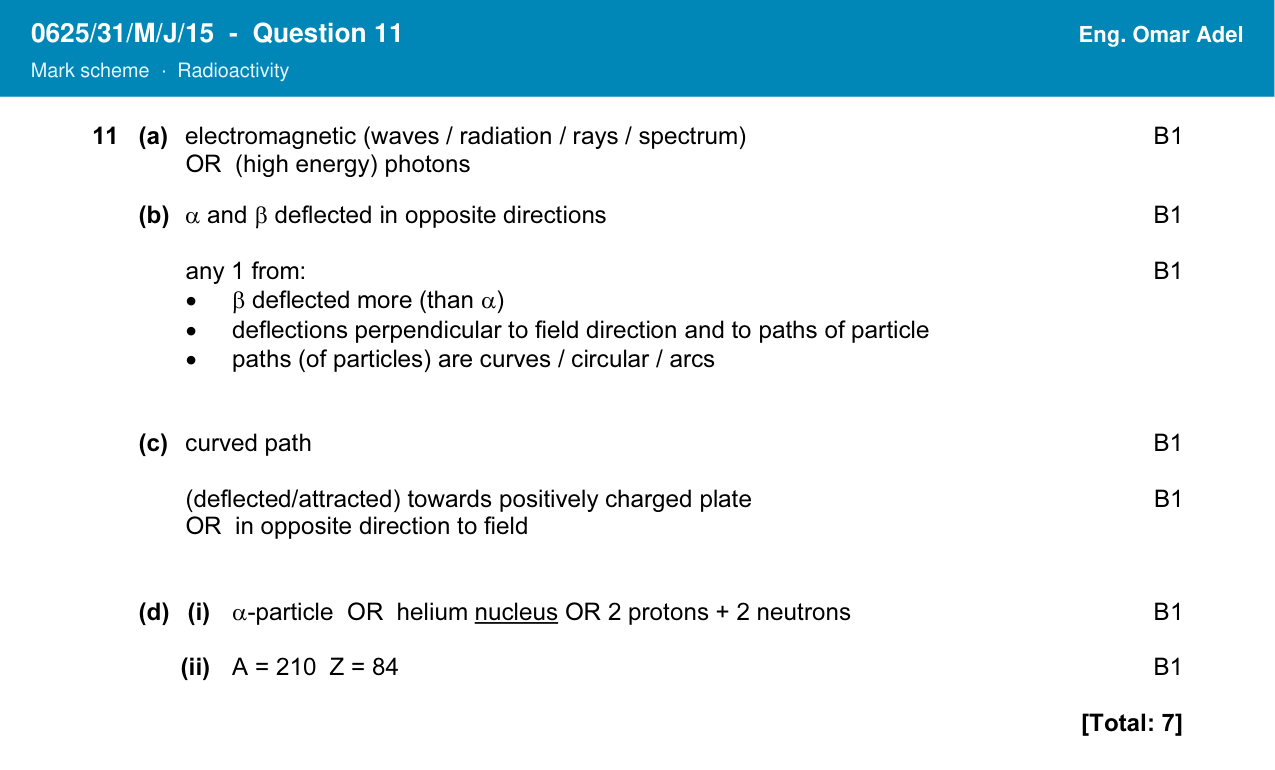 0625/31/M/J/15 - Question 11
Eng. Omar Adel
Mark scheme · Radioactivity
11 (a) electromagnetic (waves / radiation / rays / spectrum) B1
OR (high energy) photons
(b) α and β deflected in opposite directions B1
any 1 from: B1
• β deflected more (than α)
• deflections perpendicular to field direction and to paths of particle
• paths (of particles) are curves / circular / arcs
(c) curved path B1
(deflected/attracted) towards positively charged plate B1
OR in opposite direction to field
(d) (i) α-particle OR helium nucleus OR 2 protons + 2 neutrons B1
(ii) A = 210 Z = 84 B1
[Total: 7]